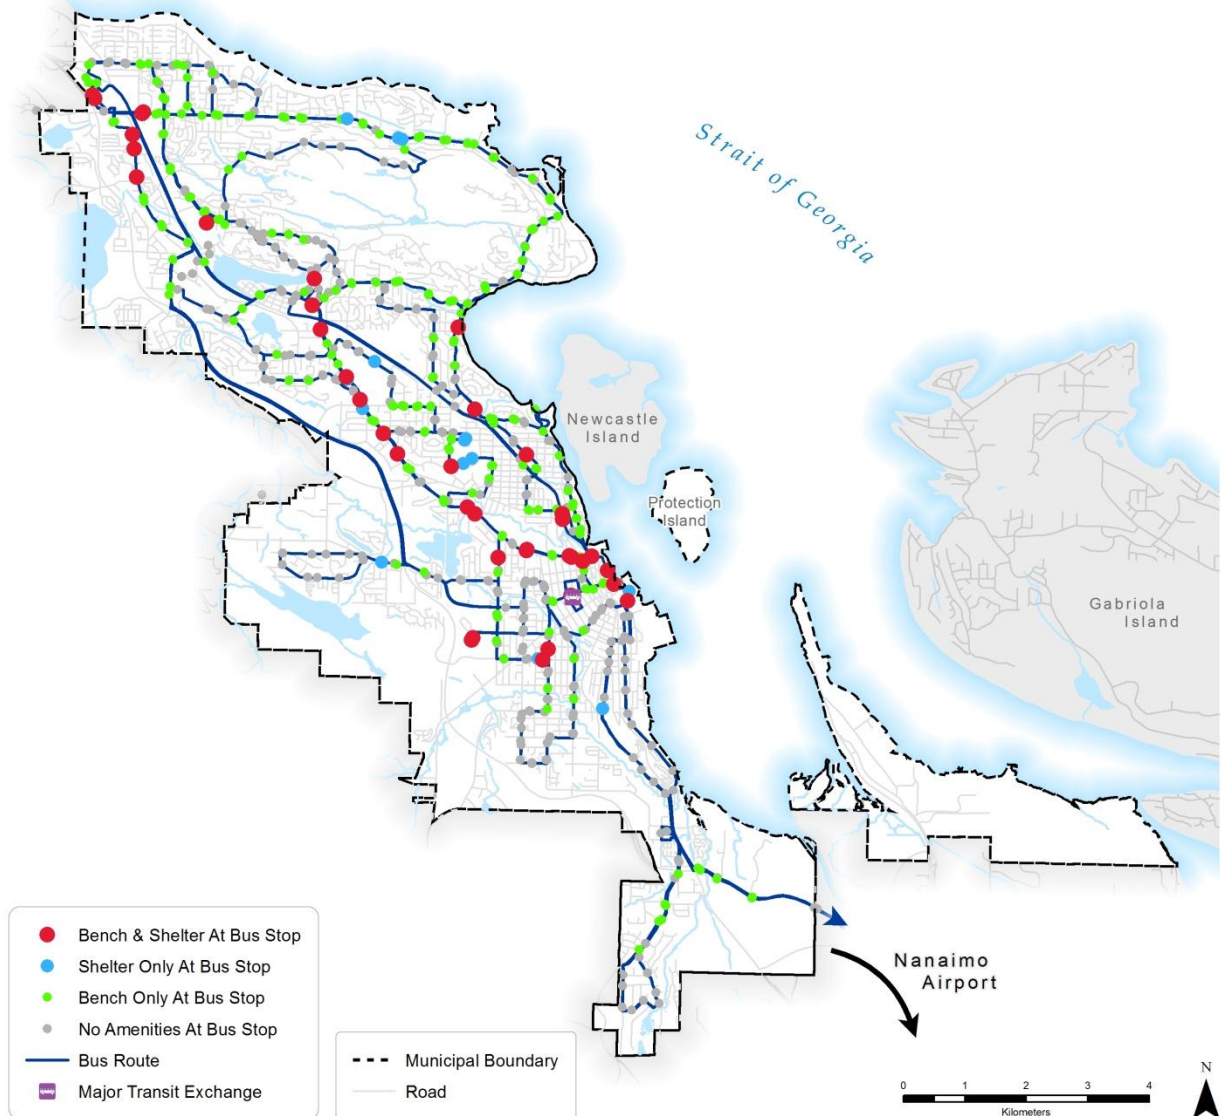 Strait of Georgia
Newcastle
Island
Protection
Island
Gabriola
Island
Nanaimo
Airport
Bench & Shelter At Bus Stop
Shelter Only At Bus Stop
Bench Only At Bus Stop
No Amenities At Bus Stop
Bus Route
Major Transit Exchange
Municipal Boundary
Road
N
0 1 2 3 4
Kilometers